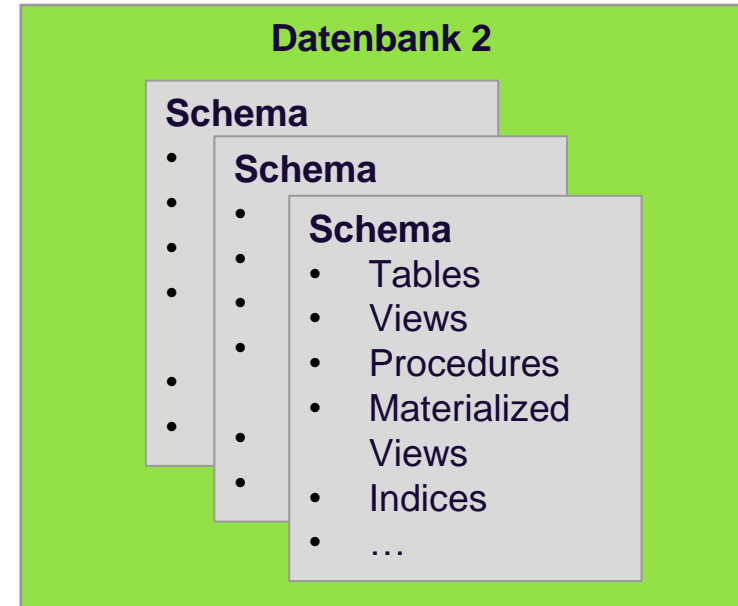 Datenbank 2
Schema
•
•
•
•
•
•
Schema
•
•
•
•
•
•
Schema
• Tables
• Views
• Procedures
• Materialized
Views
• Indices
• …